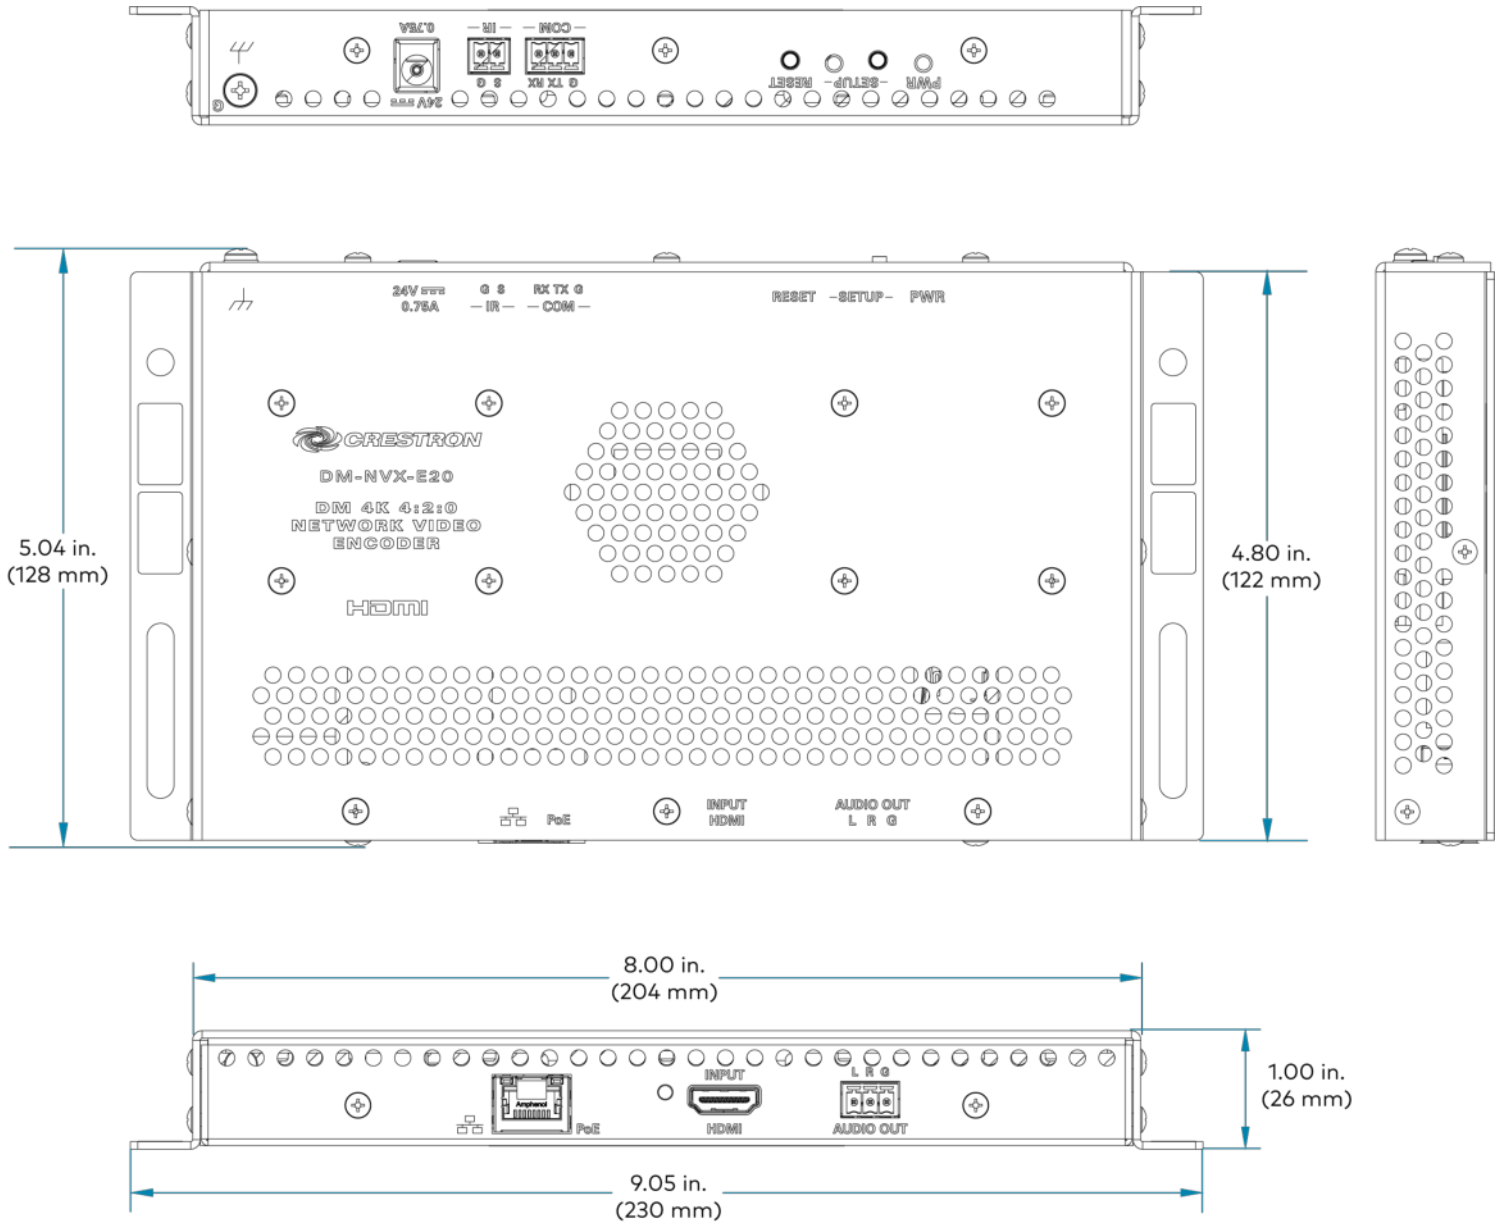 0.75A
IR
COM
G S
RX TX G
24V
RESET
-SETUP-
PWR
G
24V
0.75A
G S
- IR -
RX TX G
- COM -
RESET -SETUP- PWR
CRESTRON
DM-NVX-E20
DM 4K 4:2:0
NETWORK VIDEO
ENCODER
HDMI
5.04 in.
(128 mm)
4.80 in.
(122 mm)
PoE
INPUT
HDMI
AUDIO OUT
L R G
8.00 in.
(204 mm)
INPUT
L R G
Amphenol
PoE
HDMI
AUDIO OUT
1.00 in.
(26 mm)
9.05 in.
(230 mm)